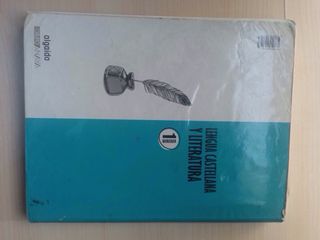 algaida
LENGUA CASTELLANA
Y LITERATURA
1